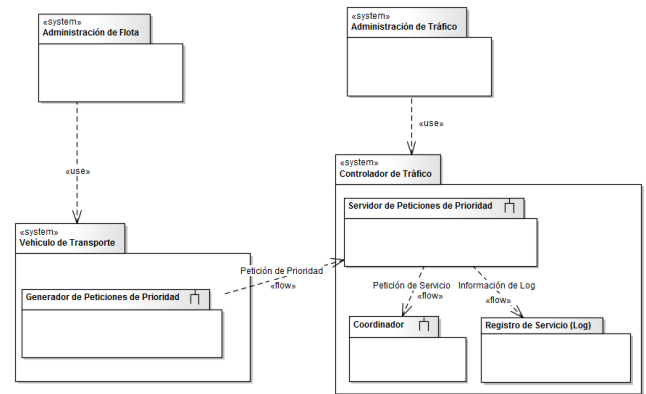 «system»
Administración de Flota
«system»
Administración de Tráfico
«use»
«use»
«system»
Controlador de Tráfico
Servidor de Peticiones de Prioridad
«system»
Vehículo de Transporte
Petición de Prioridad
«flow»
Generador de Peticiones de Prioridad
Petición de Servicio
«flow»
Información de Log
«flow»
Coordinador
Registro de Servicio (Log)